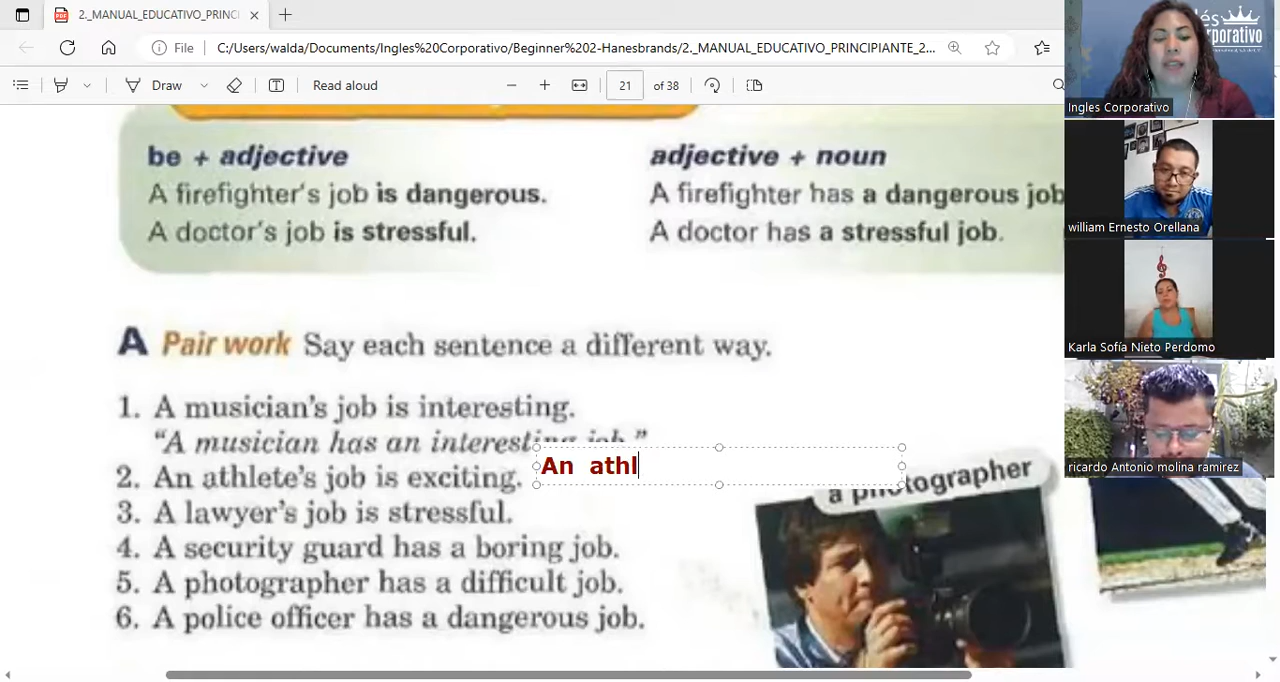 2._MANUAL_EDUCATIVO_PRINCI
File
C:/Users/walda/Documents/Ingles%20Corporativo/Beginner%202-Hanesbrands/2._MANUAL_EDUCATIVO_PRINCIPIANTE_2...
Draw
Read aloud
21 of 38
be + adjective
A firefighter's job is dangerous.
A doctor's job is stressful.
adjective + noun
A firefighter has a dangerous job
A doctor has a stressful job.
A Pair work Say each sentence a different way.
1. A musician's job is interesting.
"A musician has an interesting job."
2. An athlete's job is exciting.
An athl
3. A lawyer's job is stressful.
4. A security guard has a boring job.
5. A photographer has a difficult job.
6. A police officer has a dangerous job.
a photographer
Ingles Corporativo
william Ernesto Orellana
Karla Sofía Nieto Perdomo
ricardo Antonio molina ramirez